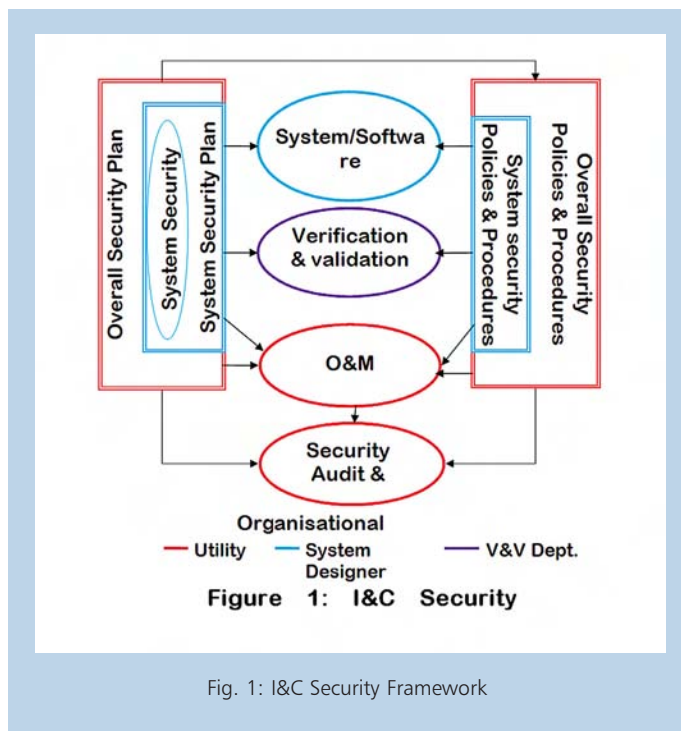 Overall Security Plan
System Security
System Security Plan
System/Softwa
re
Verification
& validation
O&M
Security
Audit &
System security
Policies & Procedures
Overall Security
Policies & Procedures
Organisational
Utility
System
Designer
V&V Dept.
Figure 1: I&C Security
Fig. 1: I&C Security Framework